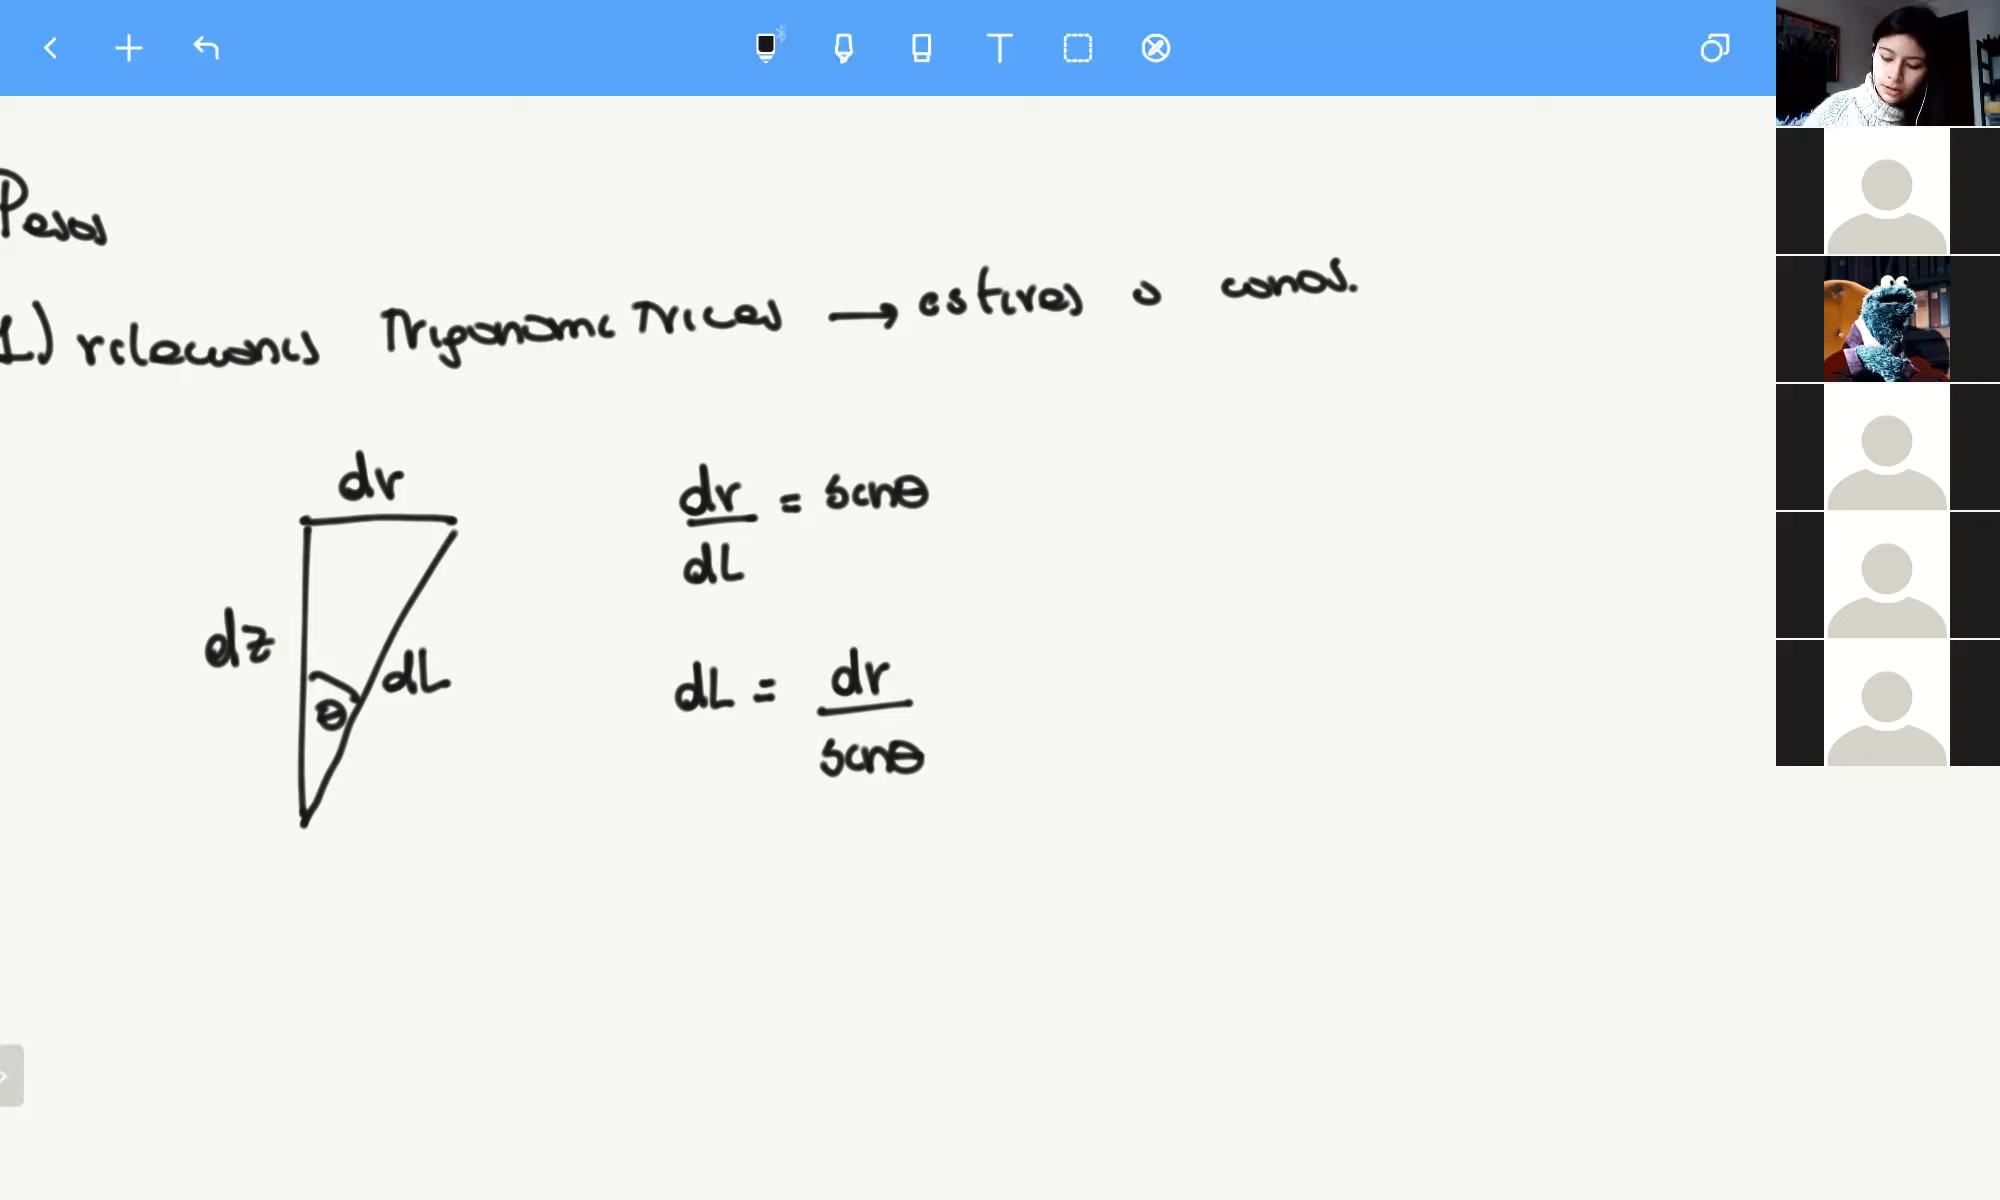 Pasos
1.) relaciones Trigonometricas → esferas o conos.
dr
dz
dL
θ
dr/dL = senθ
dL = dr/senθ